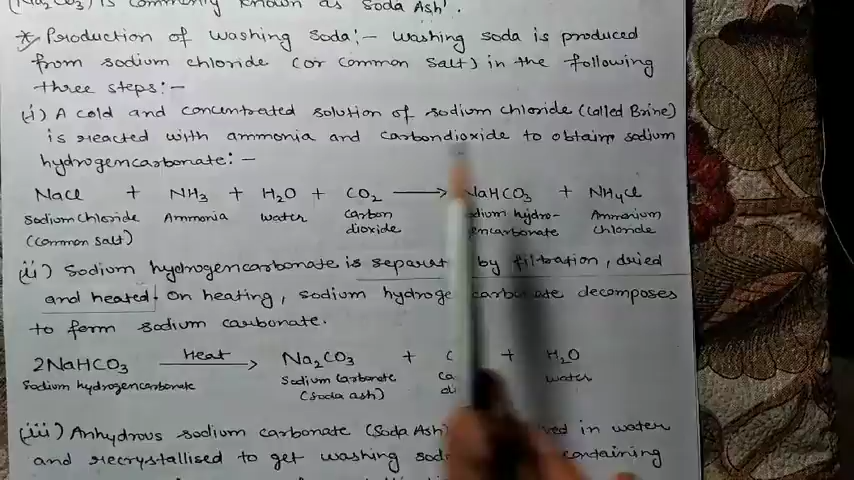 (Na2CO3) is commonly known as 'Soda Ash'.
* Production of washing Soda:- washing soda is produced
from sodium chloride (or common salt) in the following
three steps:-
(i) A cold and concentrated solution of sodium chloride (called Brine)
is reacted with ammonia and carbondioxide to obtain sodium
hydrogencarbonate:-
NaCl + NH3 + H2O + CO2 ⟶ NaHCO3 + NH4Cl
Sodium Chloride Ammonia water carbon dioxide hydrogencarbonate Ammonium chloride
(common salt)
(ii) Sodium hydrogencarbonate is separat by filtration, dried
and heated. On heating, sodium hydroge carbonate decomposes
to form sodium carbonate.
2NaHCO3 Heat⟶ Na2CO3 + C + H2O
Sodium hydrogencarbonate Sodium carbonate ca water
(soda ash) di
(iii) Anhydrous sodium carbonate (Soda Ash) ved in water
and recrystallised to get washing sod containing